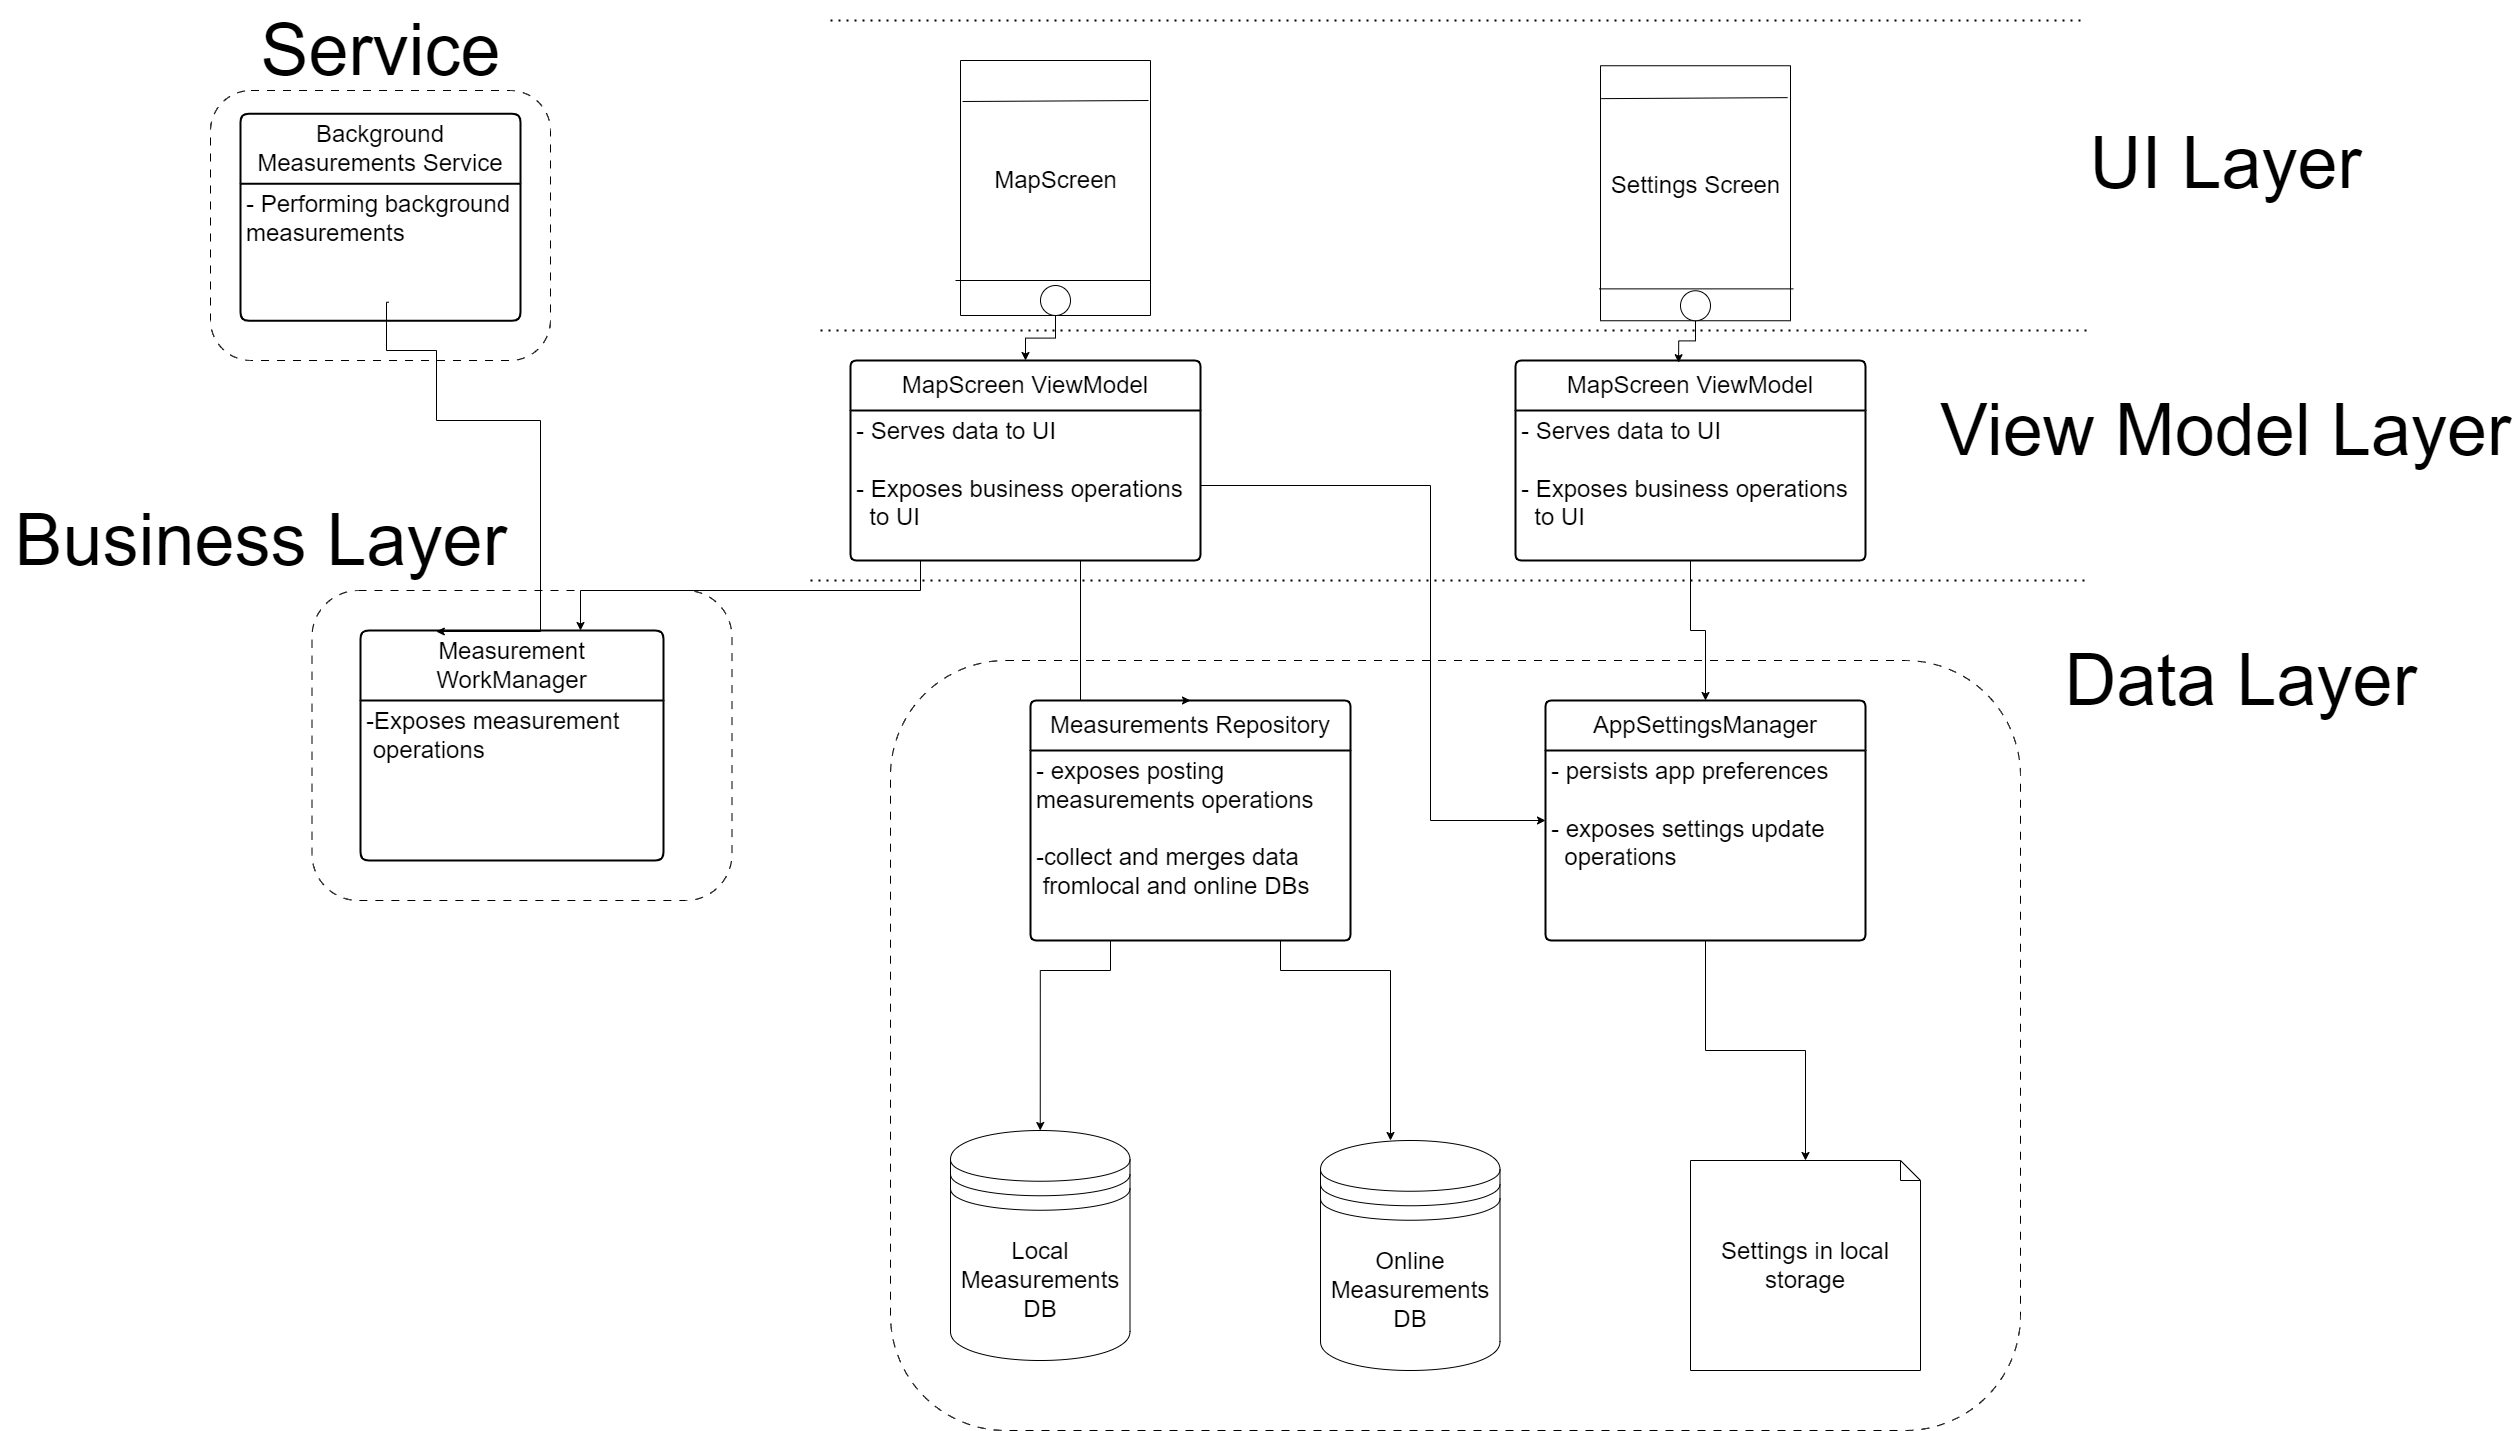 Service
Background
Measurements Service
- Performing background
measurements
MapScreen
Settings Screen
UI Layer
MapScreen ViewModel
- Serves data to UI
- Exposes business operations
to UI
MapScreen ViewModel
- Serves data to UI
- Exposes business operations
to UI
View Model Layer
Business Layer
Measurement
WorkManager
-Exposes measurement
operations
Data Layer
Measurements Repository
- exposes posting
measurements operations
-collect and merges data
fromlocal and online DBs
AppSettingsManager
- persists app preferences
- exposes settings update
operations
Local
Measurements
DB
Online
Measurements
DB
Settings in local
storage